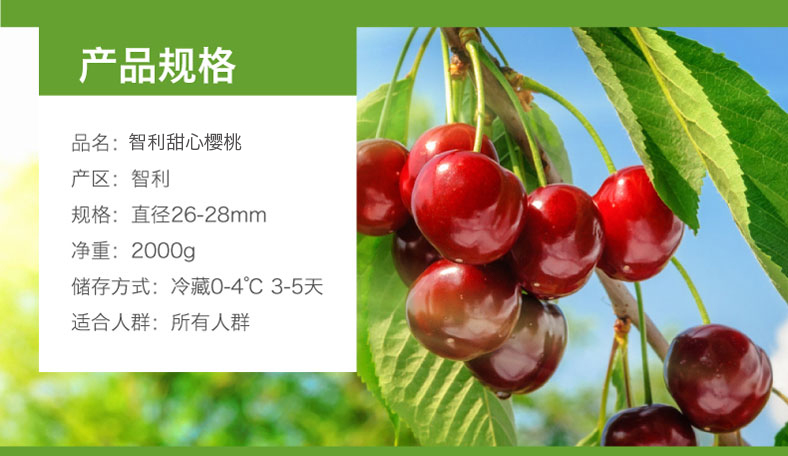 产品规格
品名：智利甜心樱桃
产区：智利
规格：直径26-28mm
净重：2000g
储存方式：冷藏0-4℃ 3-5天
适合人群：所有人群